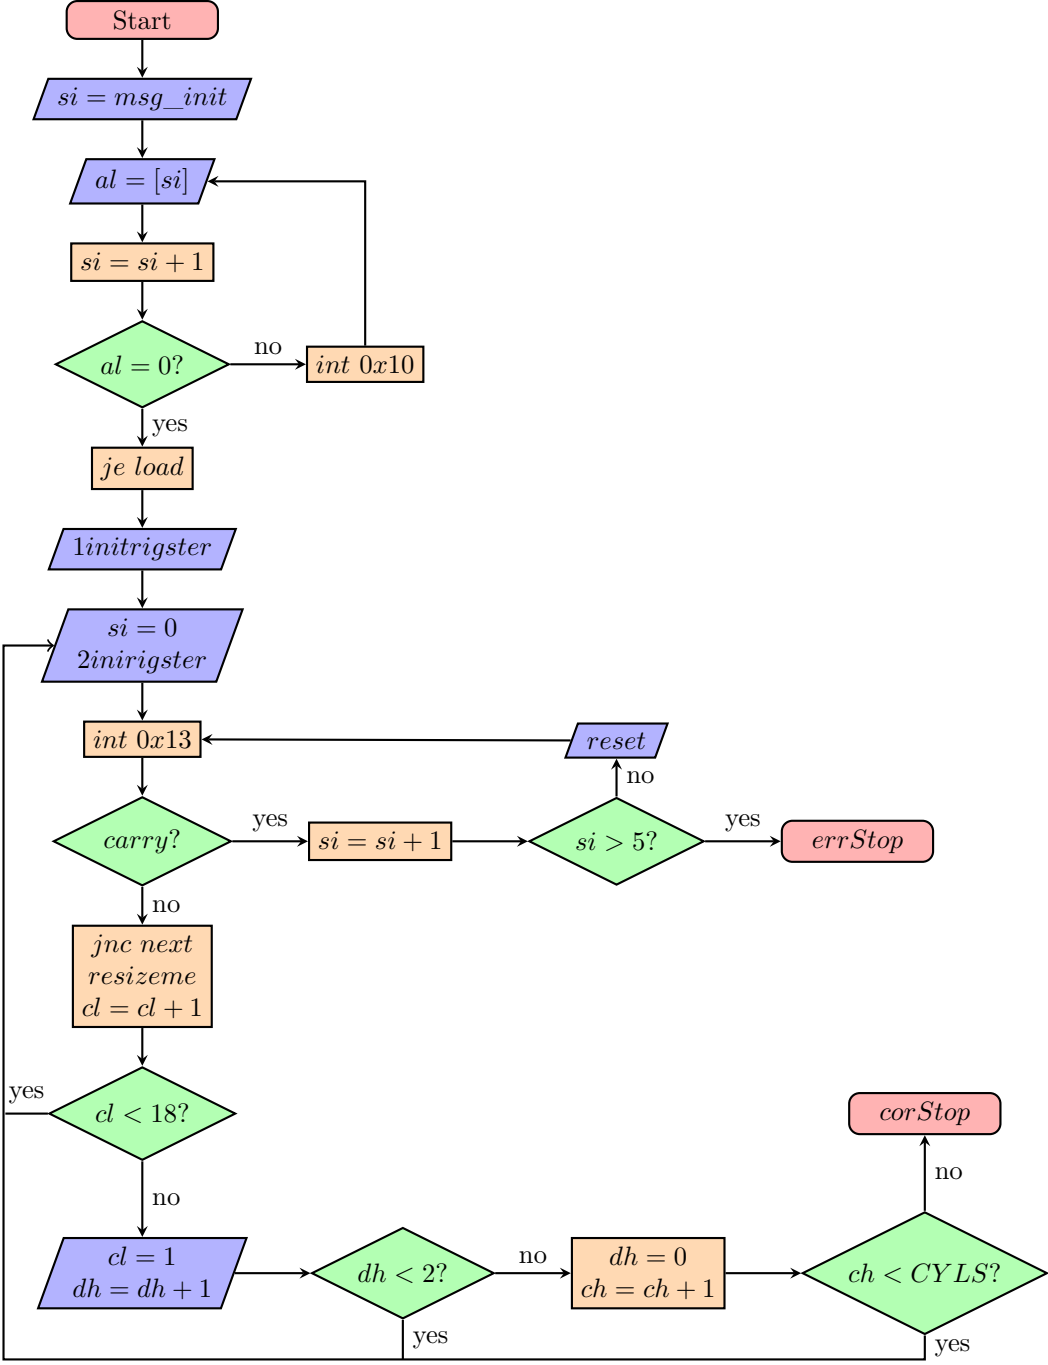 Start
si = msg_init
al = [si]
si = si + 1
al = 0?
no
int 0x10
yes
je load
1initrigster
si = 0
2inirigster
int 0x13
reset
no
carry?
yes
si = si + 1
si > 5?
yes
errStop
no
jnc next
resizeme
cl = cl + 1
yes
cl < 18?
corStop
no
no
cl = 1
dh = dh + 1
dh < 2?
no
dh = 0
ch = ch + 1
ch < CYLS?
yes
yes